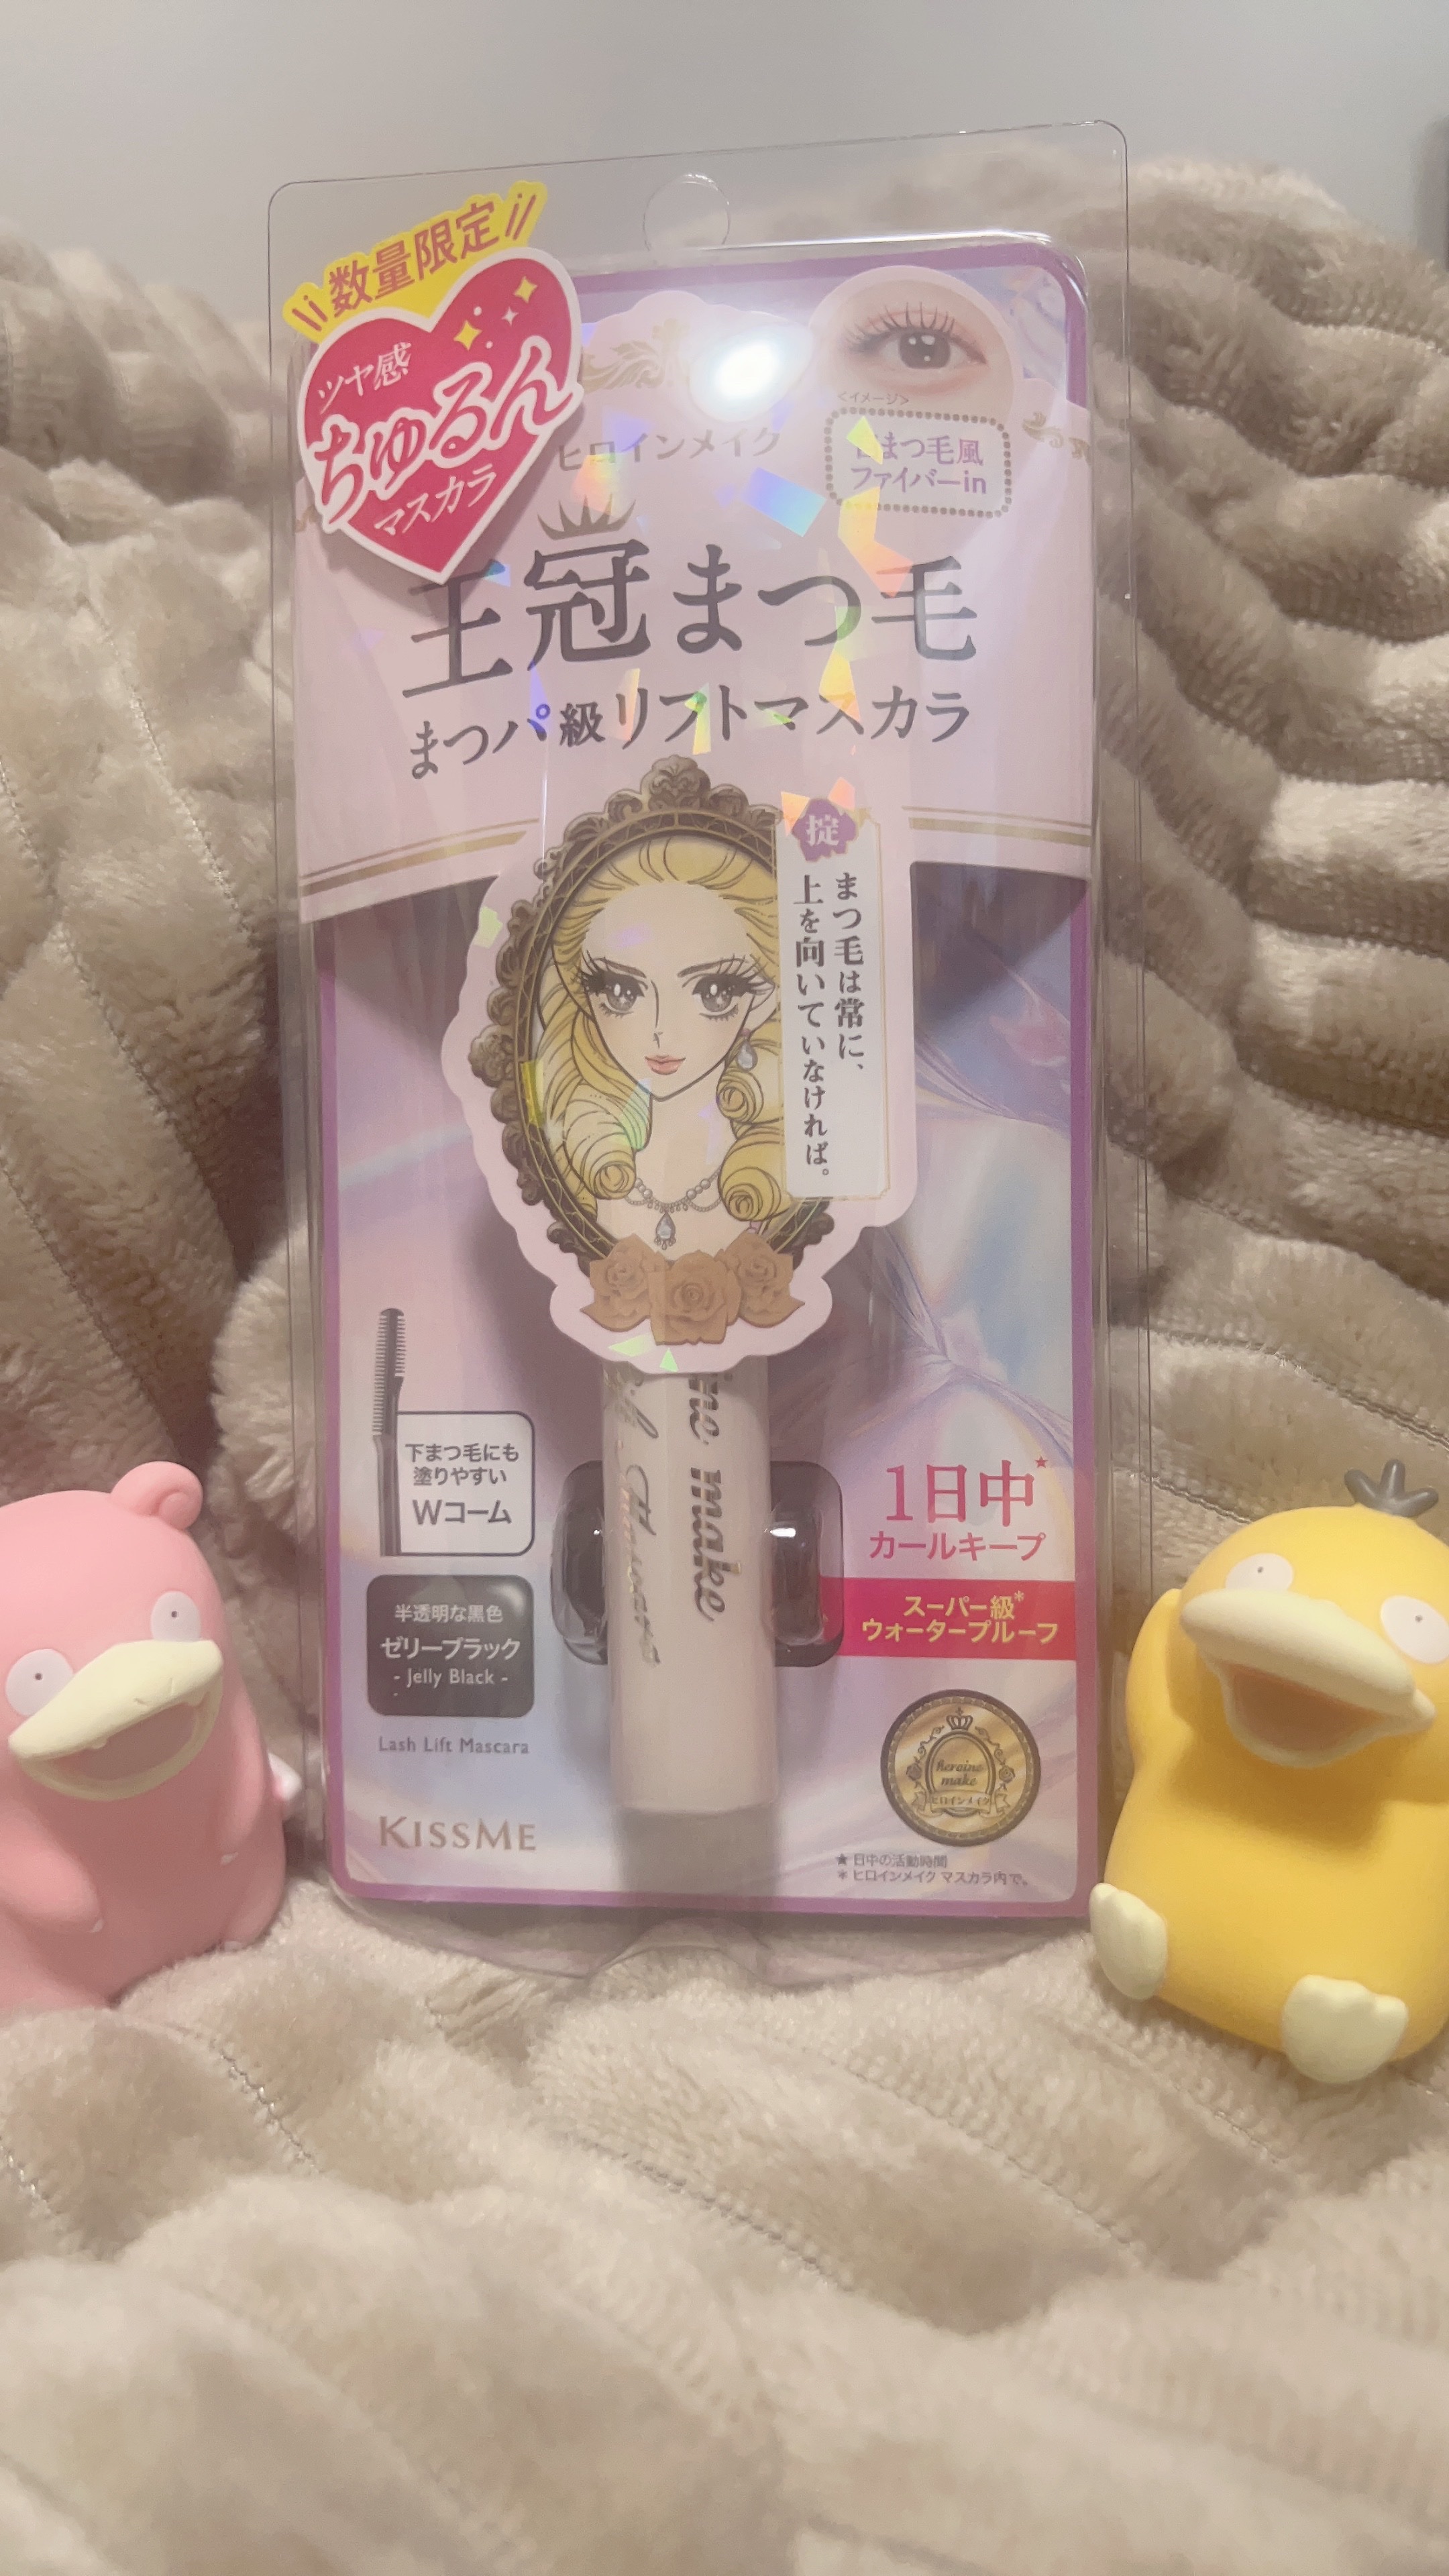 数量限定
ツヤ感
ちゅるん
マスカラ
ヒロインメイク
<イメージ>
まつ毛風
ファイバーin
王冠まつ毛
まつパ級リフトマスカラ
掟
まつ毛は常に、
上を向いていなければ。
下まつ毛にも
塗りやすい
Wコーム
半透明な黒色
ゼリーブラック
- Jelly Black -
Lash Lift Mascara
KISSME
make
1日中★
カールキープ
スーパー級*
ウォータープルーフ
heroine
make
ヒロインメイク
★ 日中の活動時間
* ヒロインメイク マスカラ内で。